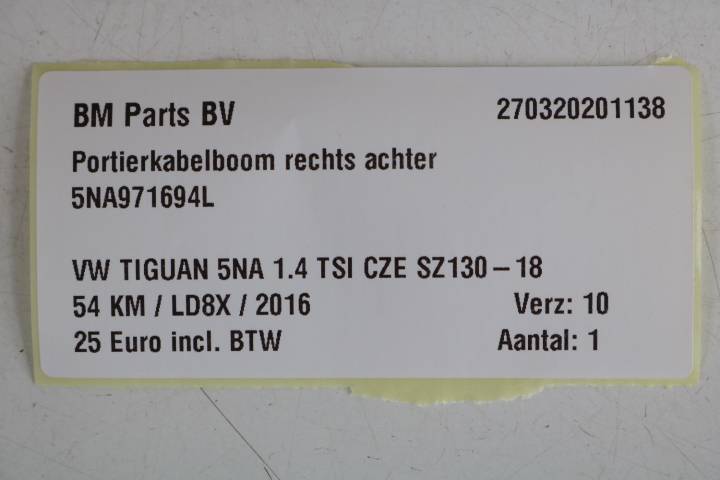 BM Parts BV 270320201138
Portierkabelboom rechts achter
5NA971694L
VW TIGUAN 5NA 1.4 TSI CZE SZ130 – 18
54 KM / LD8X / 2016 Verz: 10
25 Euro incl. BTW Aantal: 1